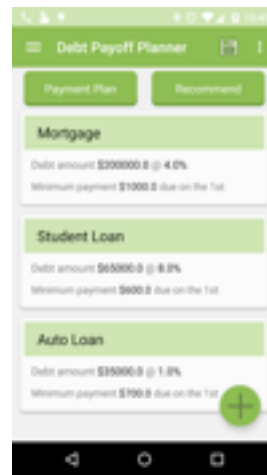 Debt Payoff Planner
Payment Plan Recommend
Mortgage
Debt amount $200000.0 @ 4.0%
Minimum payment $1000.0 due on the 1st
Student Loan
Debt amount $65000.0 @ 8.0%
Minimum payment $600.0 due on the 1st
Auto Loan
Debt amount $35000.0 @ 1.0%
Minimum payment $700.0 due on the 1st